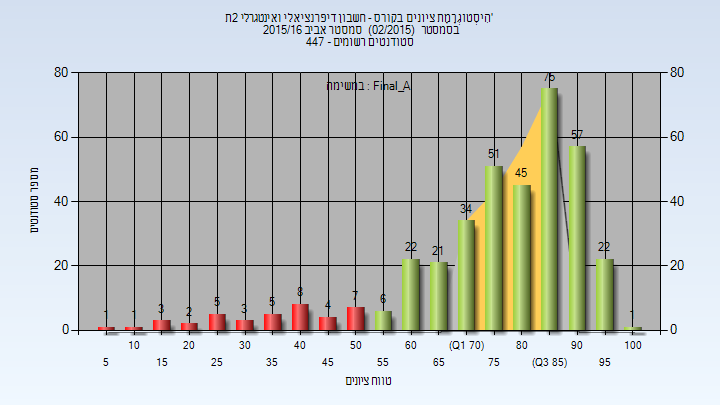 היסטוגרמת ציונים בקורס - חשבון דיפרנציאלי ואינטגרלי 2ת'
בסמסטר (02/2015) סמסטר אביב 2015/16
סטודנטים רשומים - 447
במשימה : Final_A
80 80
60 60
40 40
20 20
0 0
מספר סטודנטים
1 1 3 2 5 3 5 8 4 7 6 22 21 34 51 45 75 57 22 1
10 20 30 40 50 60 (Q1 70) 80 90 100
5 15 25 35 45 55 65 75 (Q3 85) 95
טווח ציונים